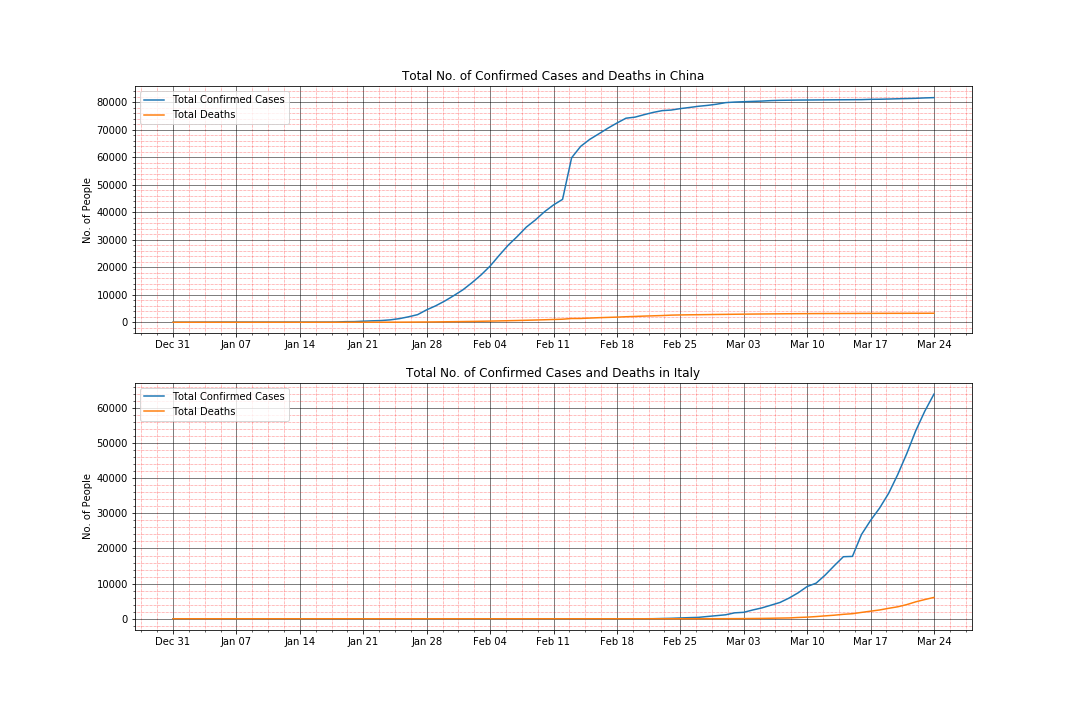 Total No. of Confirmed Cases and Deaths in China
Total Confirmed Cases
Total Deaths
No. of People
80000
70000
60000
50000
40000
30000
20000
10000
0
Dec 31 Jan 07 Jan 14 Jan 21 Jan 28 Feb 04 Feb 11 Feb 18 Feb 25 Mar 03 Mar 10 Mar 17 Mar 24
Total No. of Confirmed Cases and Deaths in Italy
Total Confirmed Cases
Total Deaths
No. of People
60000
50000
40000
30000
20000
10000
0
Dec 31 Jan 07 Jan 14 Jan 21 Jan 28 Feb 04 Feb 11 Feb 18 Feb 25 Mar 03 Mar 10 Mar 17 Mar 24